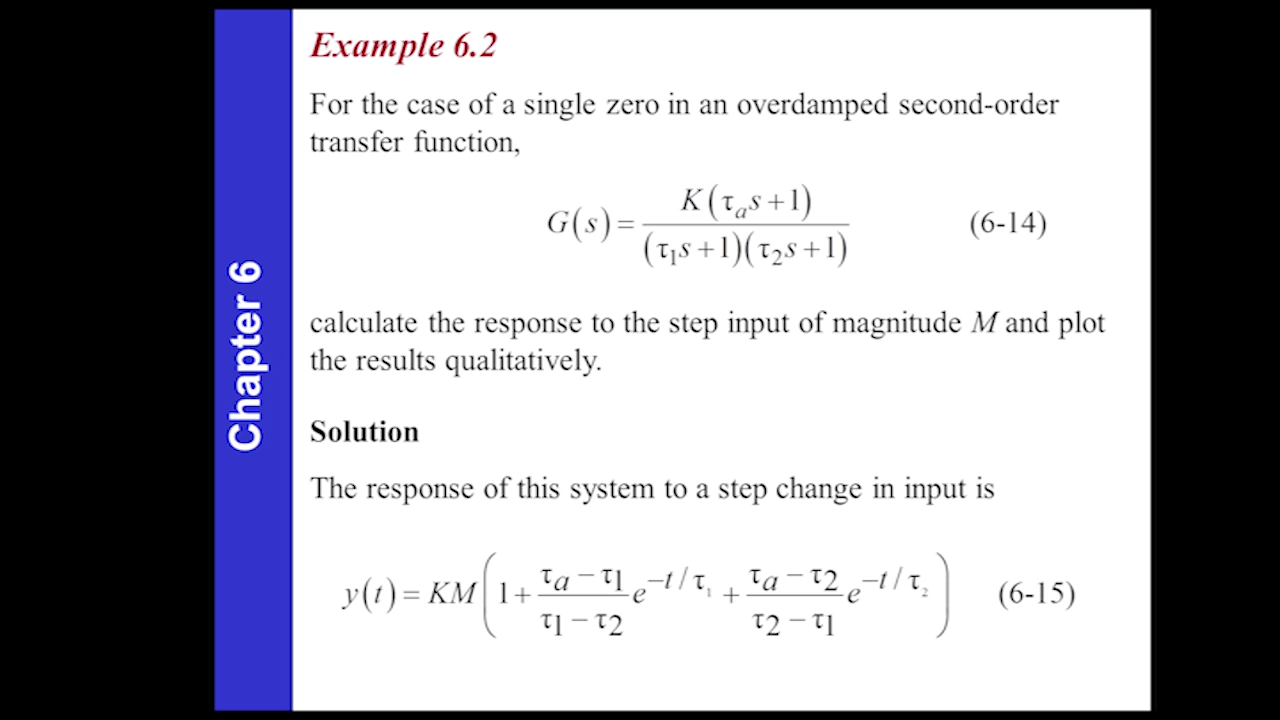 Chapter 6
Example 6.2
For the case of a single zero in an overdamped second-order
transfer function,
G(s) = K(τₐs+1) / (τ₁s+1)(τ₂s+1) (6-14)
calculate the response to the step input of magnitude M and plot
the results qualitatively.
Solution
The response of this system to a step change in input is
y(t) = KM(1 + (τₐ−τ₁)/(τ₁−τ₂) e^(−t/τ₁) + (τₐ−τ₂)/(τ₂−τ₁) e^(−t/τ₂)) (6-15)